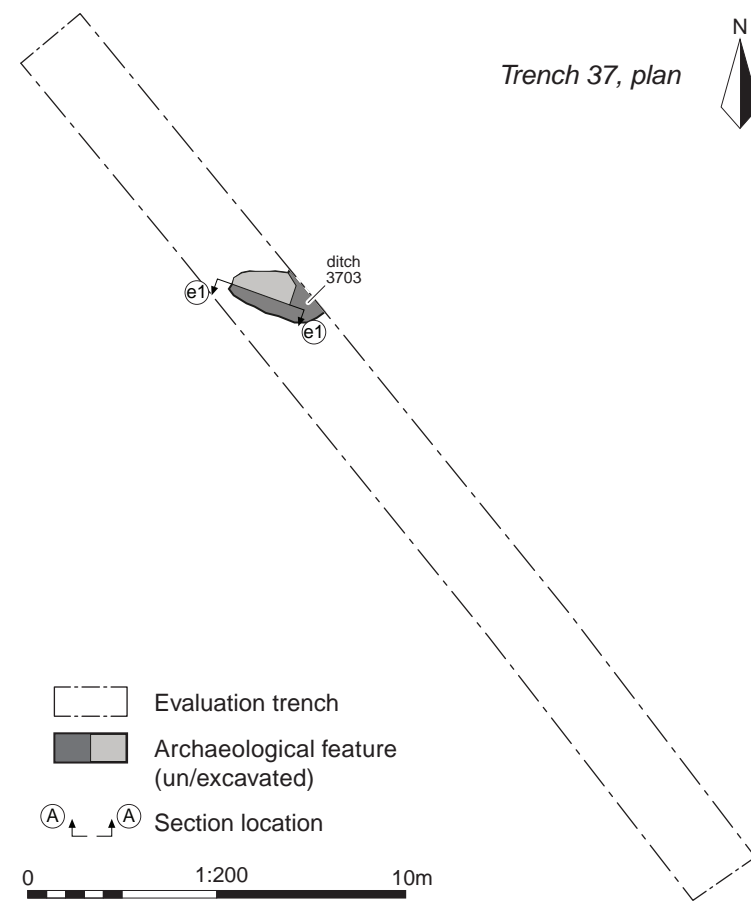 N
Trench 37, plan
ditch
3703
e1
e1
Evaluation trench
Archaeological feature
(un/excavated)
A A Section location
0 1:200 10m